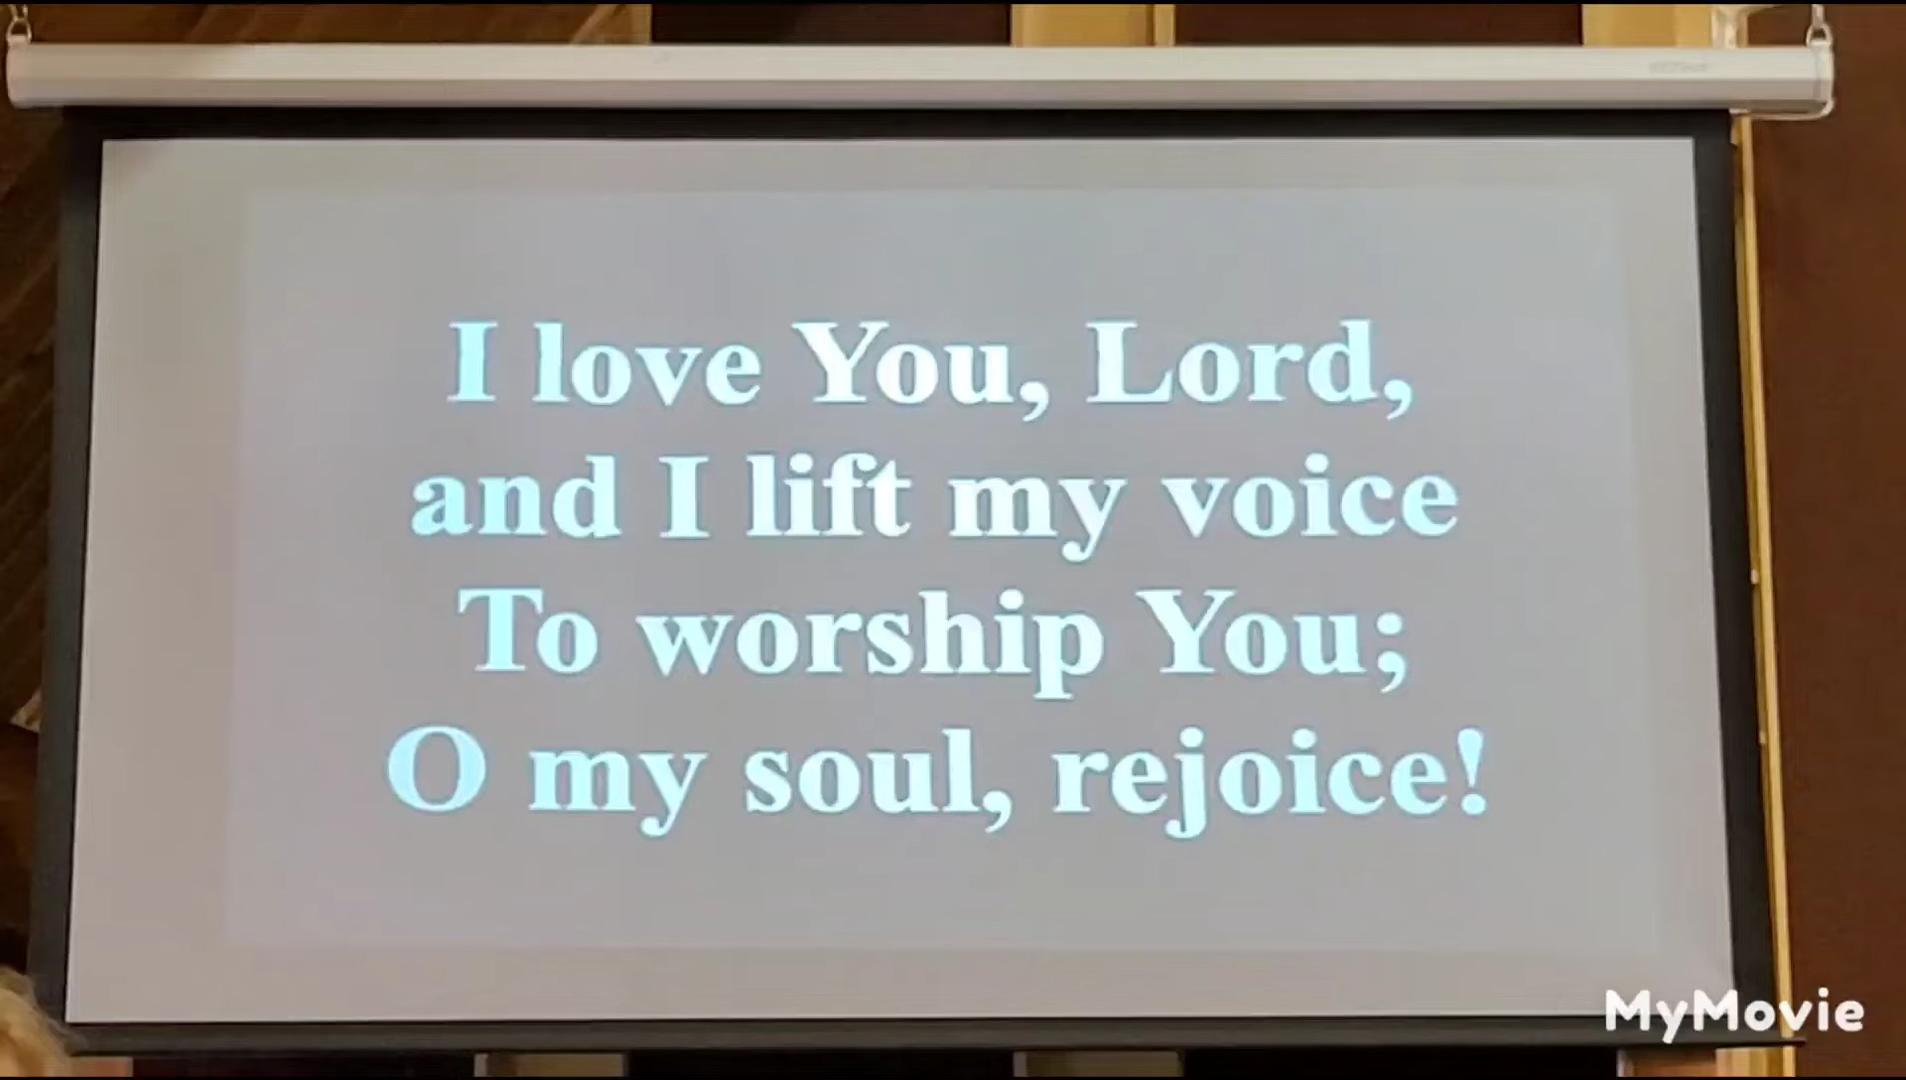 I love You, Lord,
and I lift my voice
To worship You;
O my soul, rejoice!
MyMovie